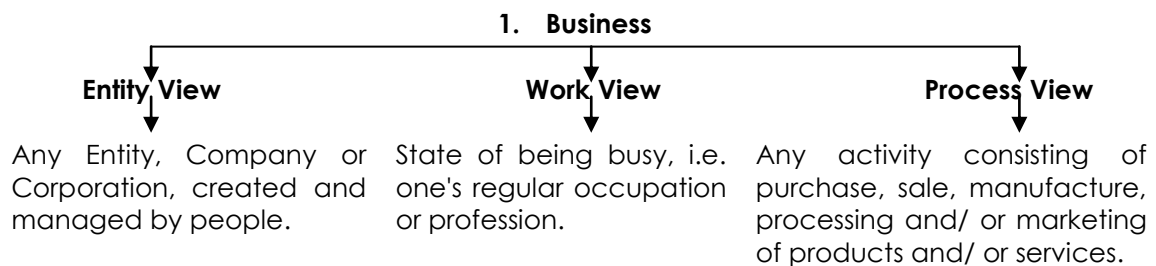 1. Business
Entity View
Work View
Process View
Any Entity, Company or
Corporation, created and
managed by people.
State of being busy, i.e.
one's regular occupation
or profession.
Any activity consisting of
purchase, sale, manufacture,
processing and/ or marketing
of products and/ or services.